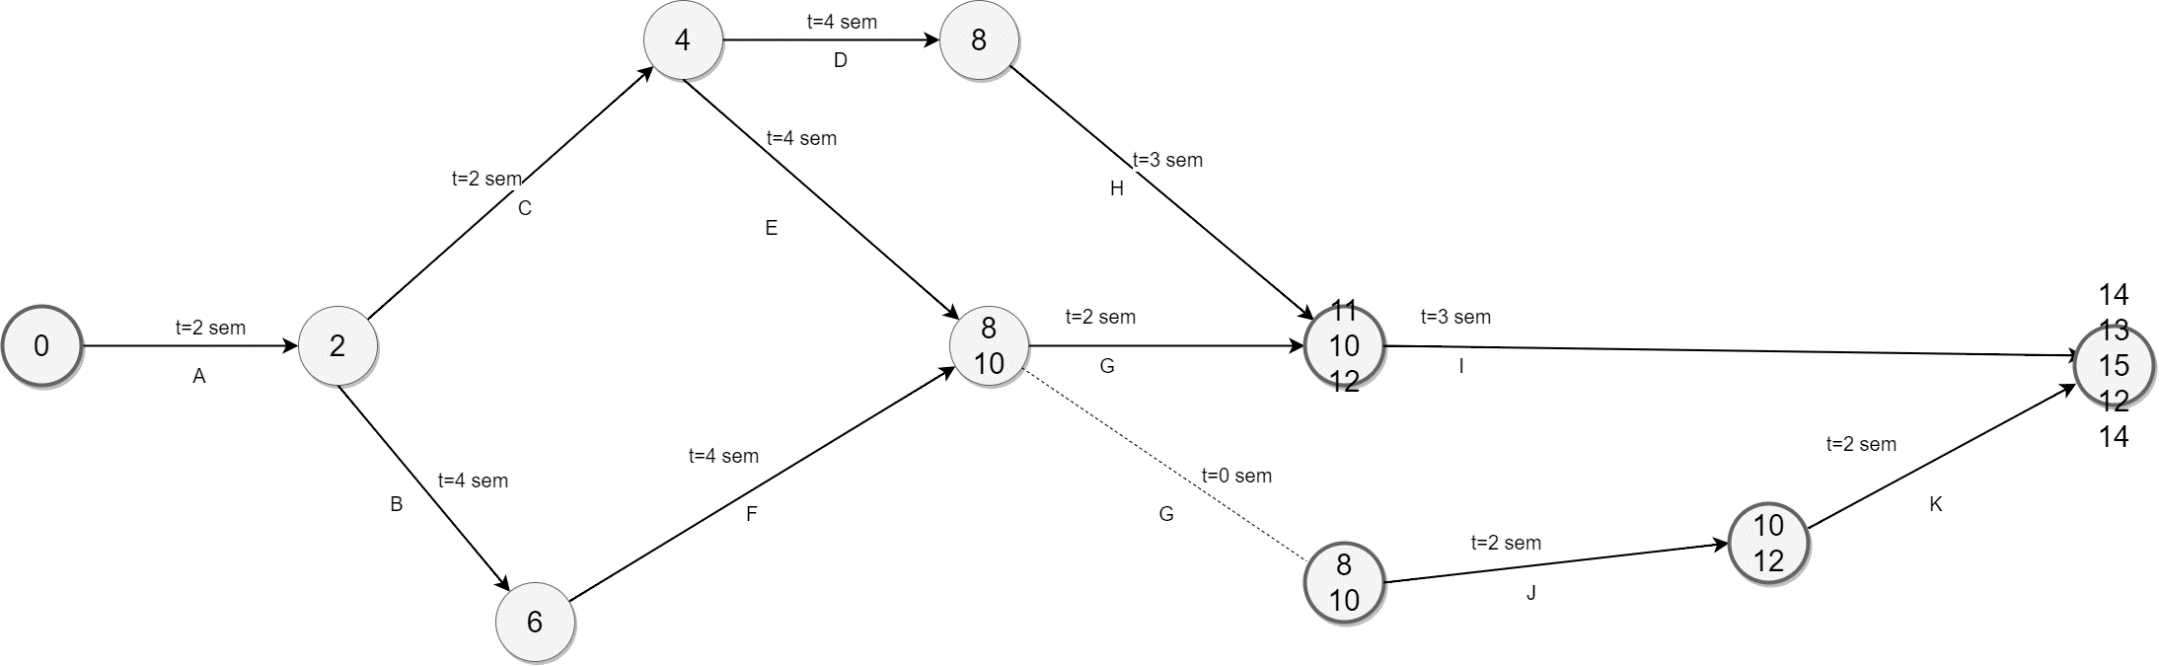 4
t=4 sem
D
8
t=2 sem
C
t=4 sem
E
t=3 sem
H
0
t=2 sem
A
2
8
10
t=2 sem
G
11
10
12
t=3 sem
I
14
13
15
12
14
B
t=4 sem
t=4 sem
F
t=0 sem
G
8
10
t=2 sem
J
10
12
t=2 sem
K
6